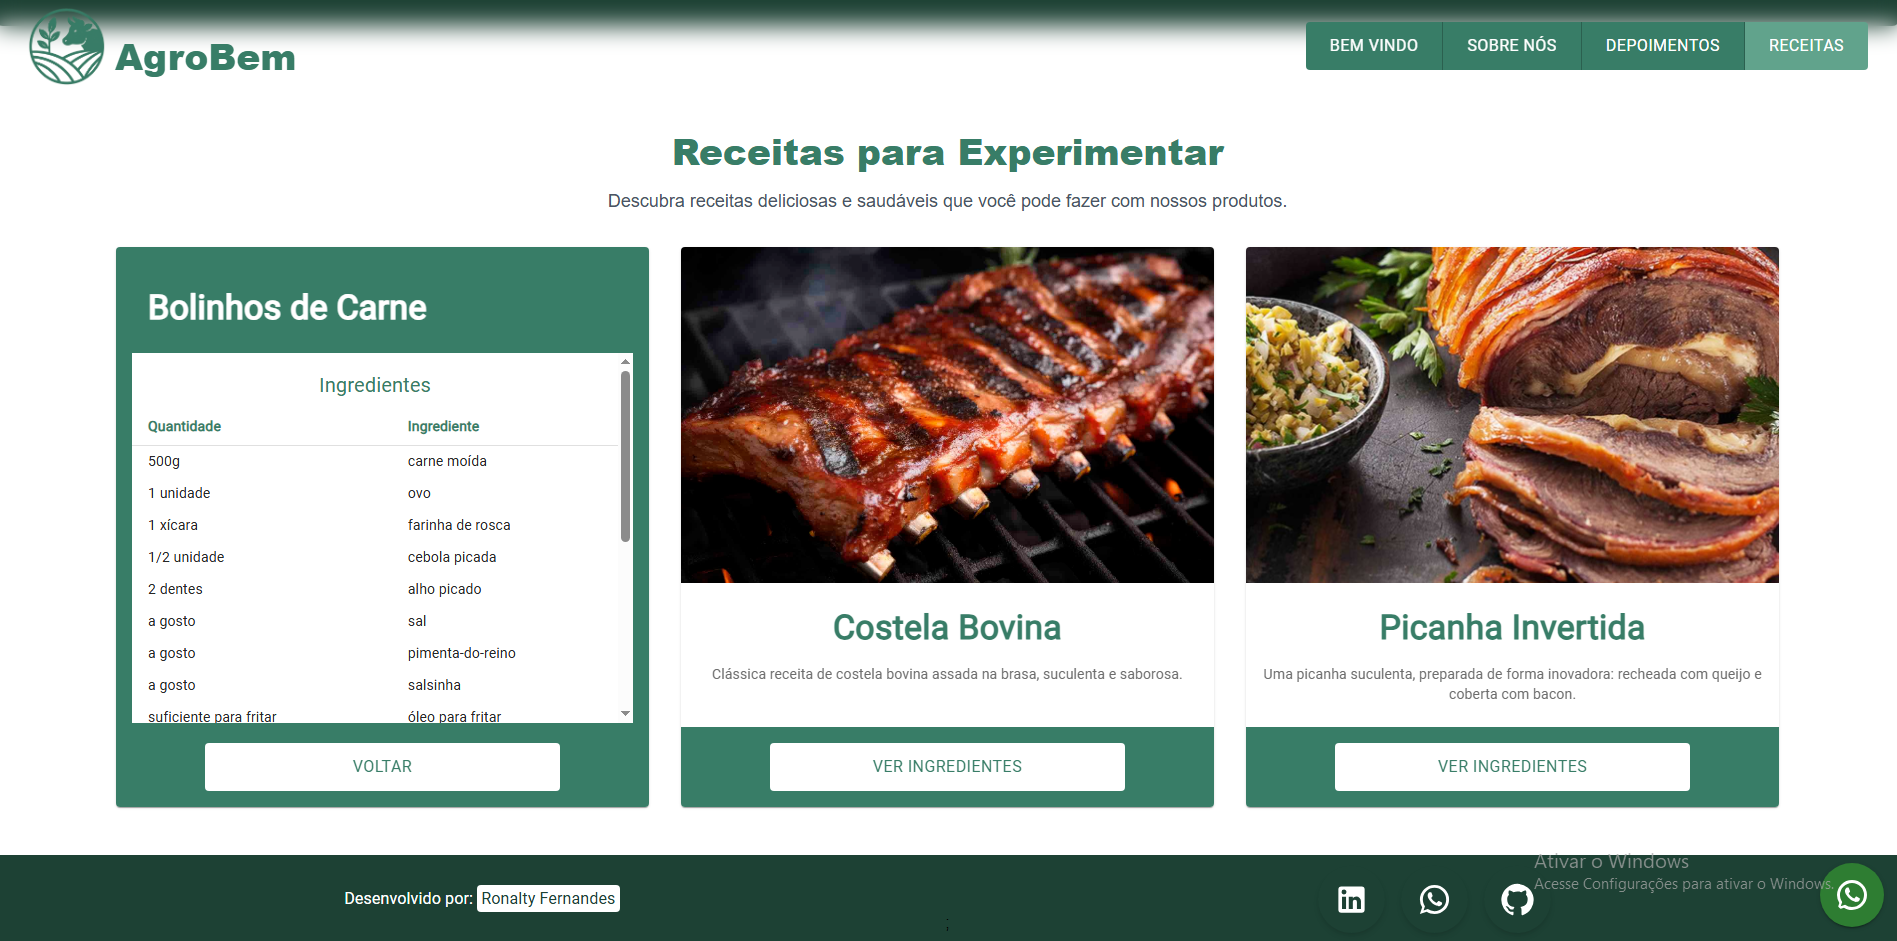 AgroBem
BEM VINDO
SOBRE NÓS
DEPOIMENTOS
RECEITAS
Receitas para Experimentar
Descubra receitas deliciosas e saudáveis que você pode fazer com nossos produtos.
Bolinhos de Carne
Ingredientes
Quantidade Ingrediente
500g carne moída
1 unidade ovo
1 xícara farinha de rosca
1/2 unidade cebola picada
2 dentes alho picado
a gosto sal
a gosto pimenta-do-reino
a gosto salsinha
suficiente para fritar óleo para fritar
VOLTAR
Costela Bovina
Clássica receita de costela bovina assada na brasa, suculenta e saborosa.
VER INGREDIENTES
Picanha Invertida
Uma picanha suculenta, preparada de forma inovadora: recheada com queijo e
coberta com bacon.
VER INGREDIENTES
Desenvolvido por: Ronalty Fernandes
;
in
Ativar o Windows
Acesse Configurações para ativar o Windows.